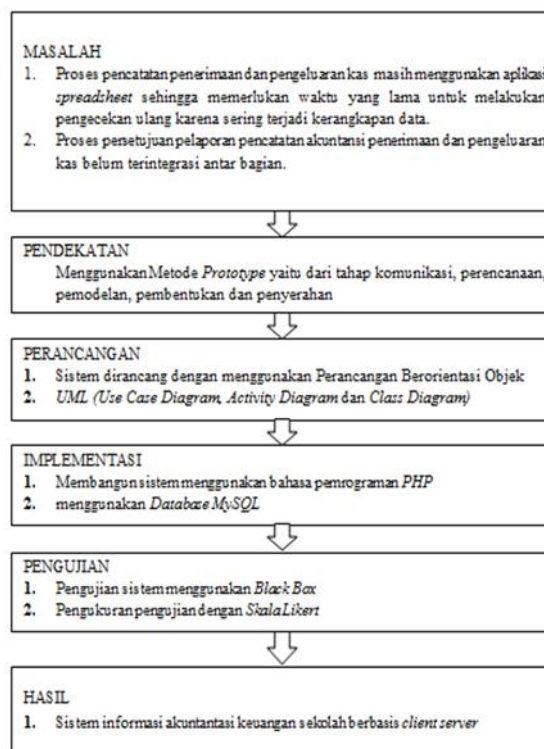 MASALAH
1. Proses pencatatan penerimaan dan pengeluaran kas masih menggunakan aplikasi
spreadsheet sehingga memerlukan waktu yang lama untuk melakukan
pengecekan ulang karena sering terjadi kerangkapan data.
2. Proses persetujuan pelaporan pencatatan akuntansi penerimaan dan pengeluaran
kas belum terintegrasi antar bagian.
PENDEKATAN
Menggunakan Metode Prototype yaitu dari tahap komunikasi, perencanaan,
pemodelan, pembentukan dan penyerahan
PERANCANGAN
1. Sistem dirancang dengan menggunakan Perancangan Berorientasi Objek
2. UML (Use Case Diagram, Activity Diagram dan Class Diagram)
IMPLEMENTASI
1. Membangun sistem menggunakan bahasa pemrograman PHP
2. menggunakan Database MySQL
PENGUJIAN
1. Pengujian sistem menggunakan Black Box
2. Pengukuran pengujian dengan Skala Likert
HASIL
1. Sistem informasi akuntantasi keuangan sekolah berbasis client server